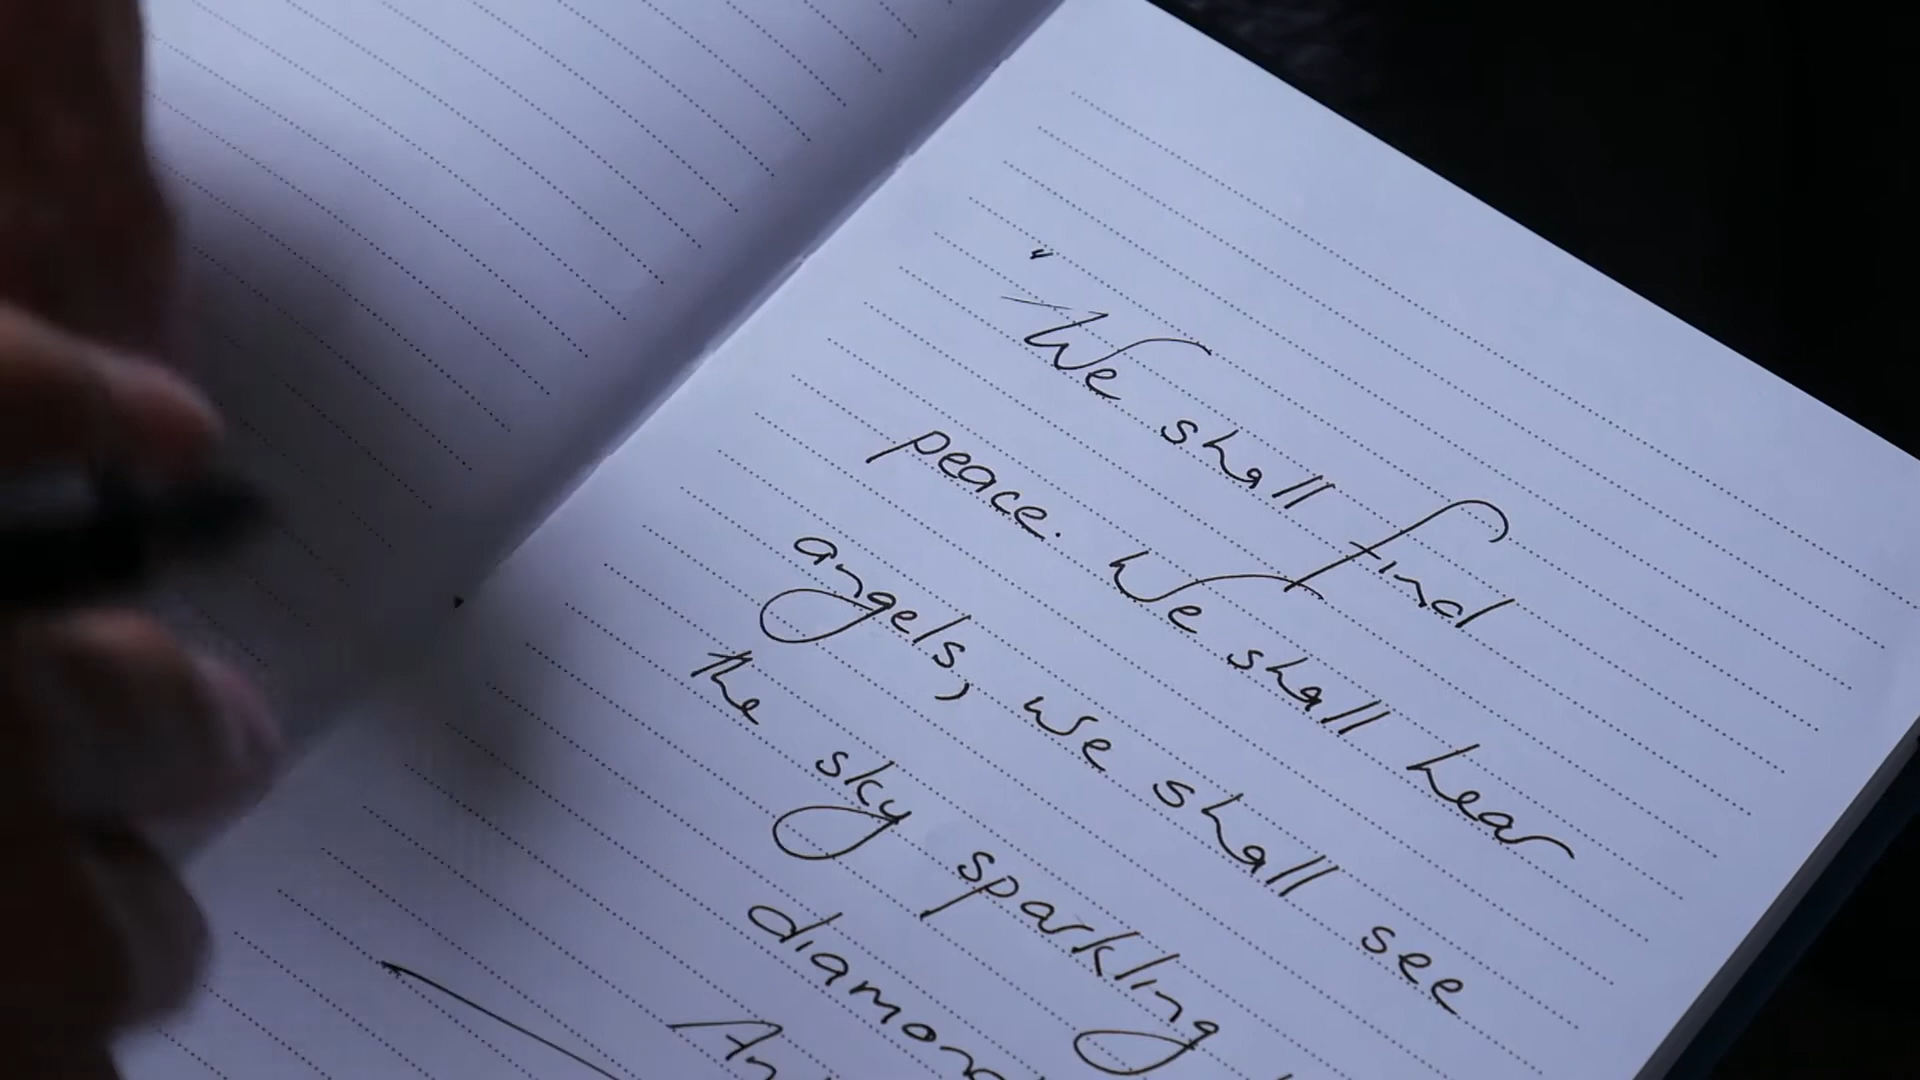 "We shall find
peace. We shall hear
angels, we shall see
the sky sparkling